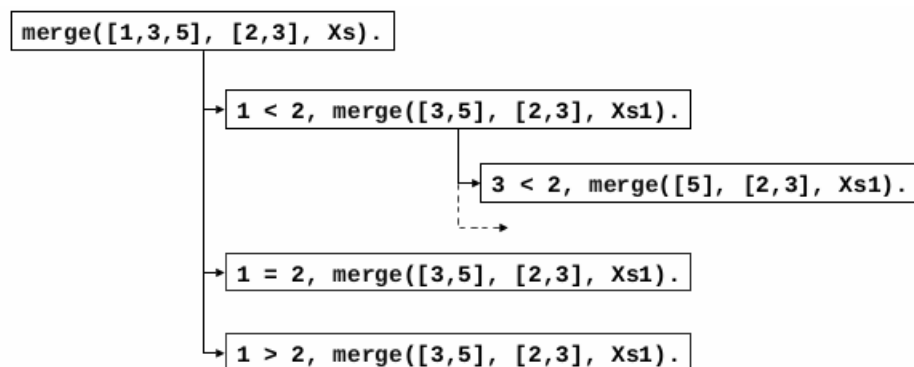 merge([1,3,5], [2,3], Xs).
1 < 2, merge([3,5], [2,3], Xs1).
3 < 2, merge([5], [2,3], Xs1).
1 = 2, merge([3,5], [2,3], Xs1).
1 > 2, merge([3,5], [2,3], Xs1).